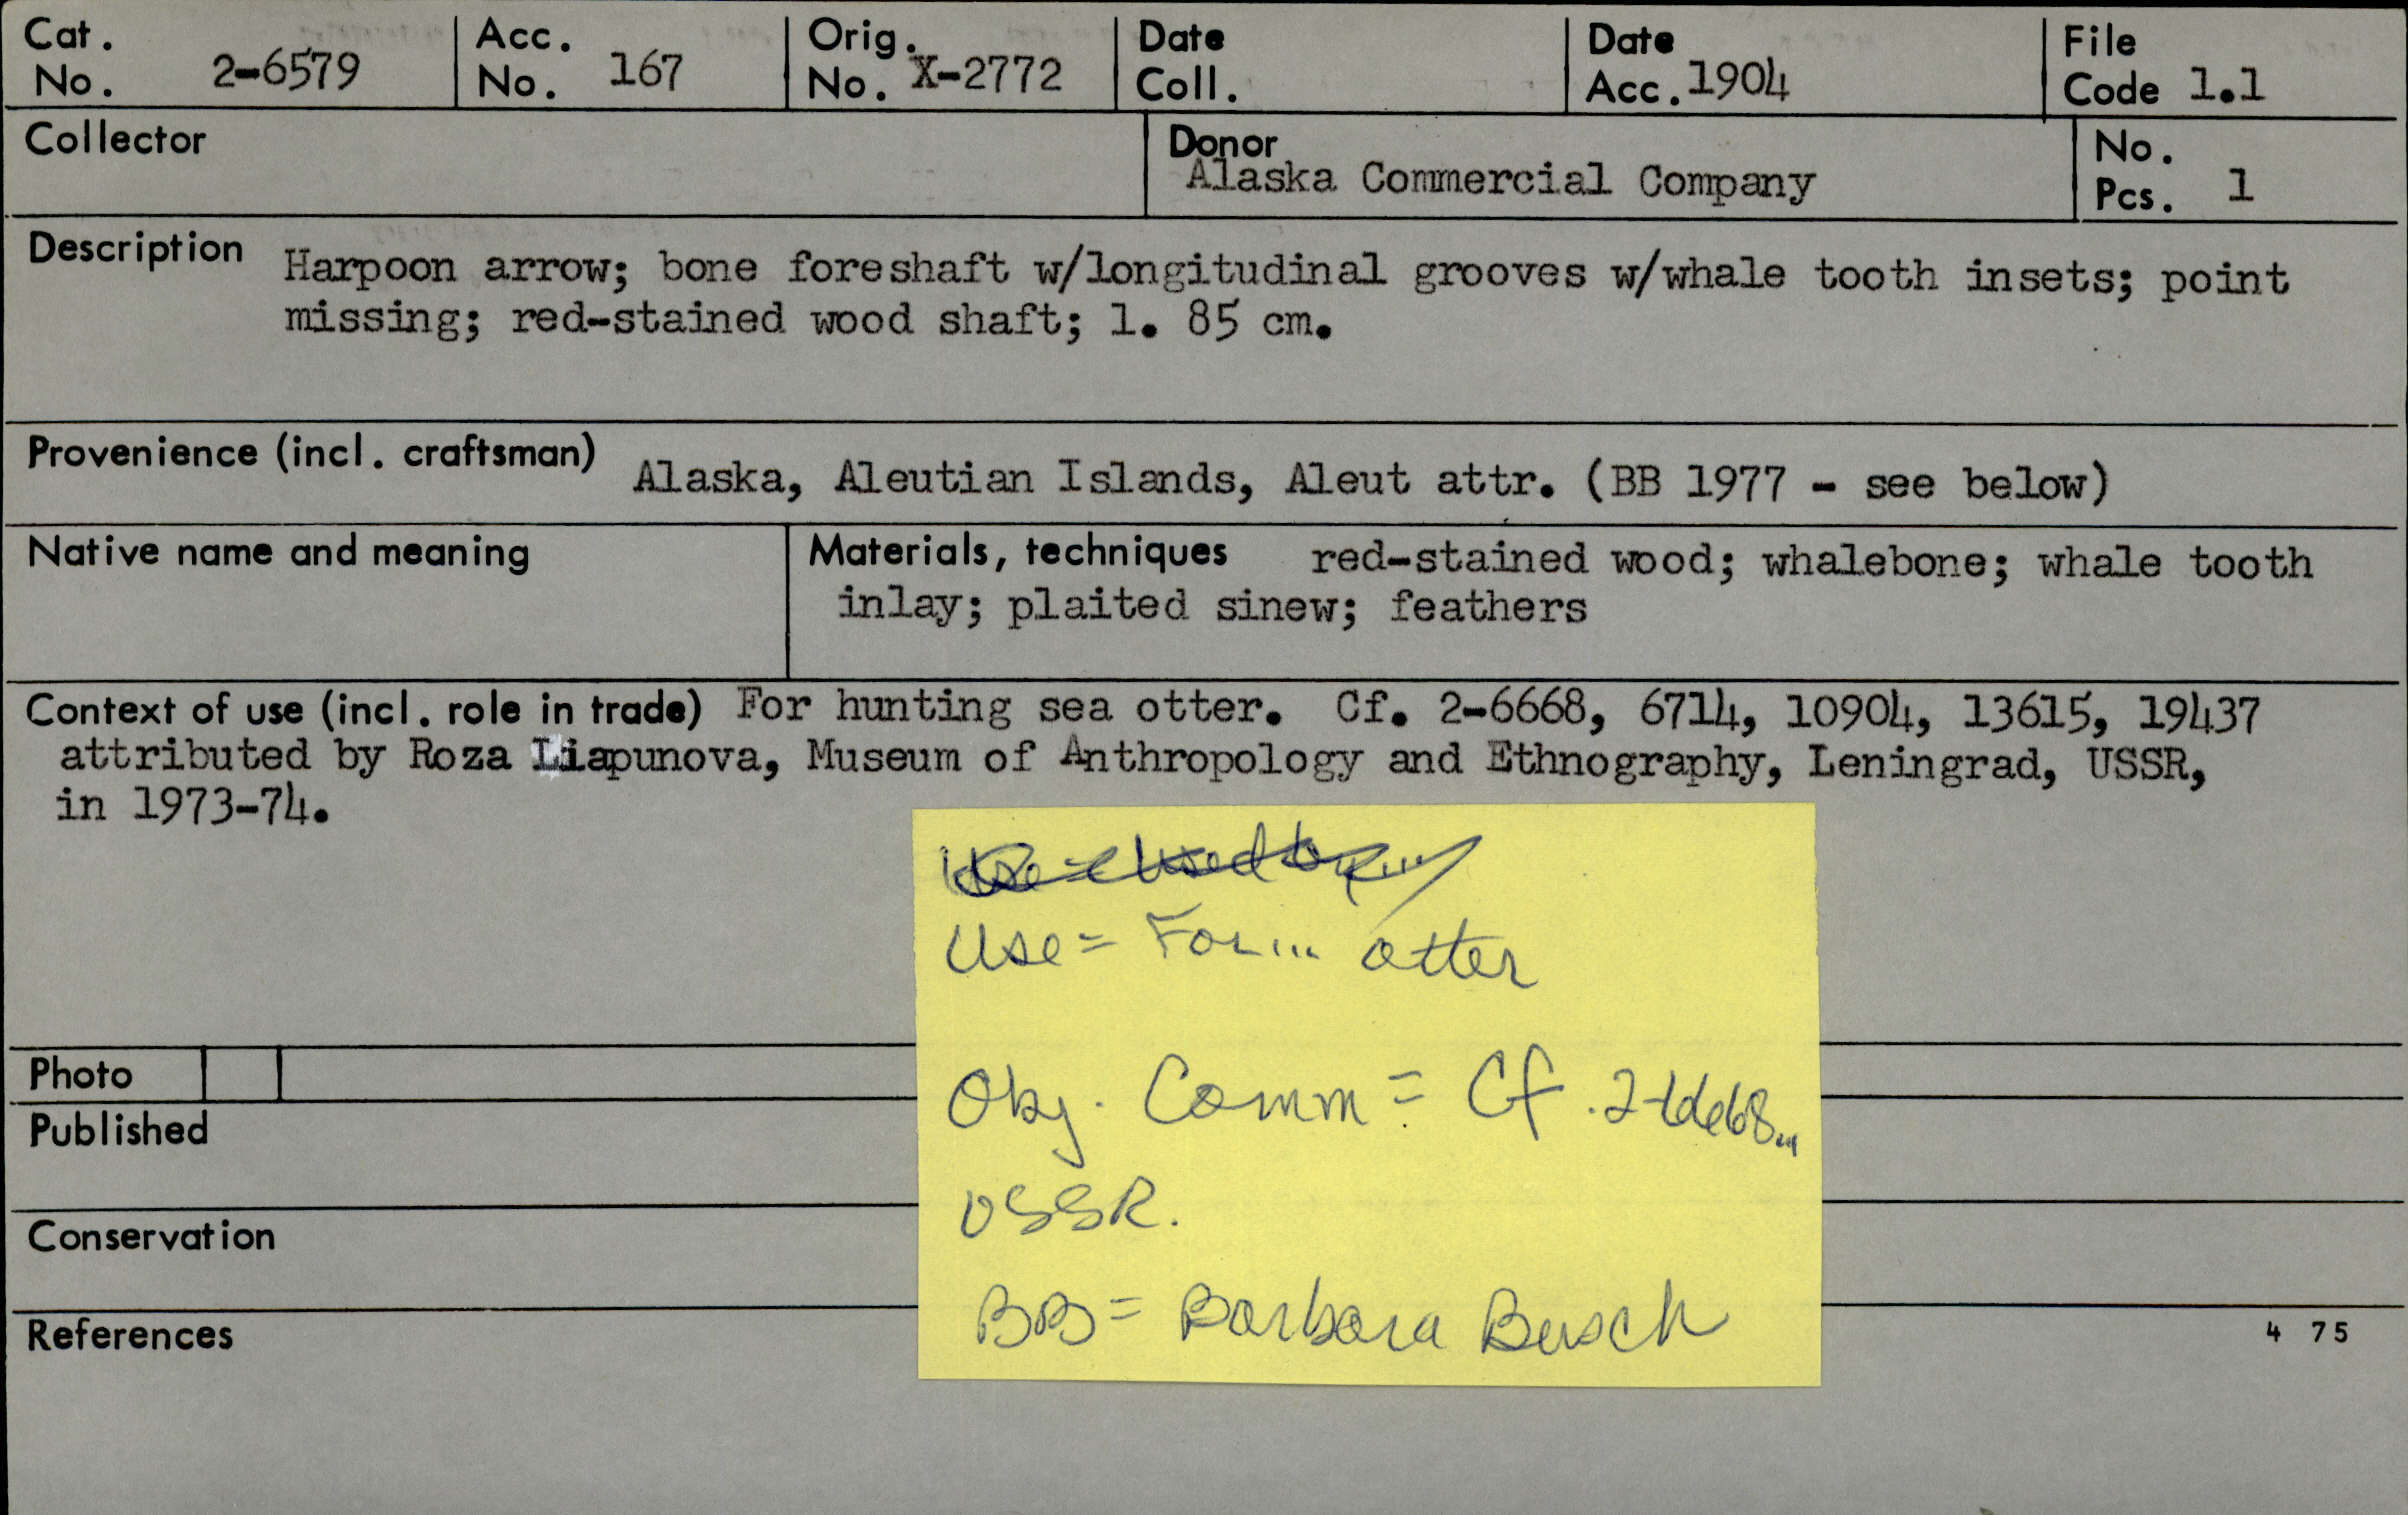 Cat. No. 2-6579
Acc. No. 167
Orig. No. X-2772
Date Coll.
Date Acc. 1904
File Code 1.1
Collector
Donor Alaska Commercial Company
No. Pcs. 1
Description Harpoon arrow; bone foreshaft w/longitudinal grooves w/whale tooth insets; point
missing; red-stained wood shaft; l. 85 cm.
Provenience (incl. craftsman) Alaska, Aleutian Islands, Aleut attr. (BB 1977 - see below)
Native name and meaning
Materials, techniques red-stained wood; whalebone; whale tooth
inlay; plaited sinew; feathers
Context of use (incl. role in trade) For hunting sea otter. Cf. 2-6668, 6714, 10904, 13615, 19437
attributed by Roza Liapunova, Museum of Anthropology and Ethnography, Leningrad, USSR,
in 1973-74.
Use = For... otter
Obj. Comm = Cf. 2-6668...
USSR.
BB = Barbara Busch
Photo
Published
Conservation
References
4 75